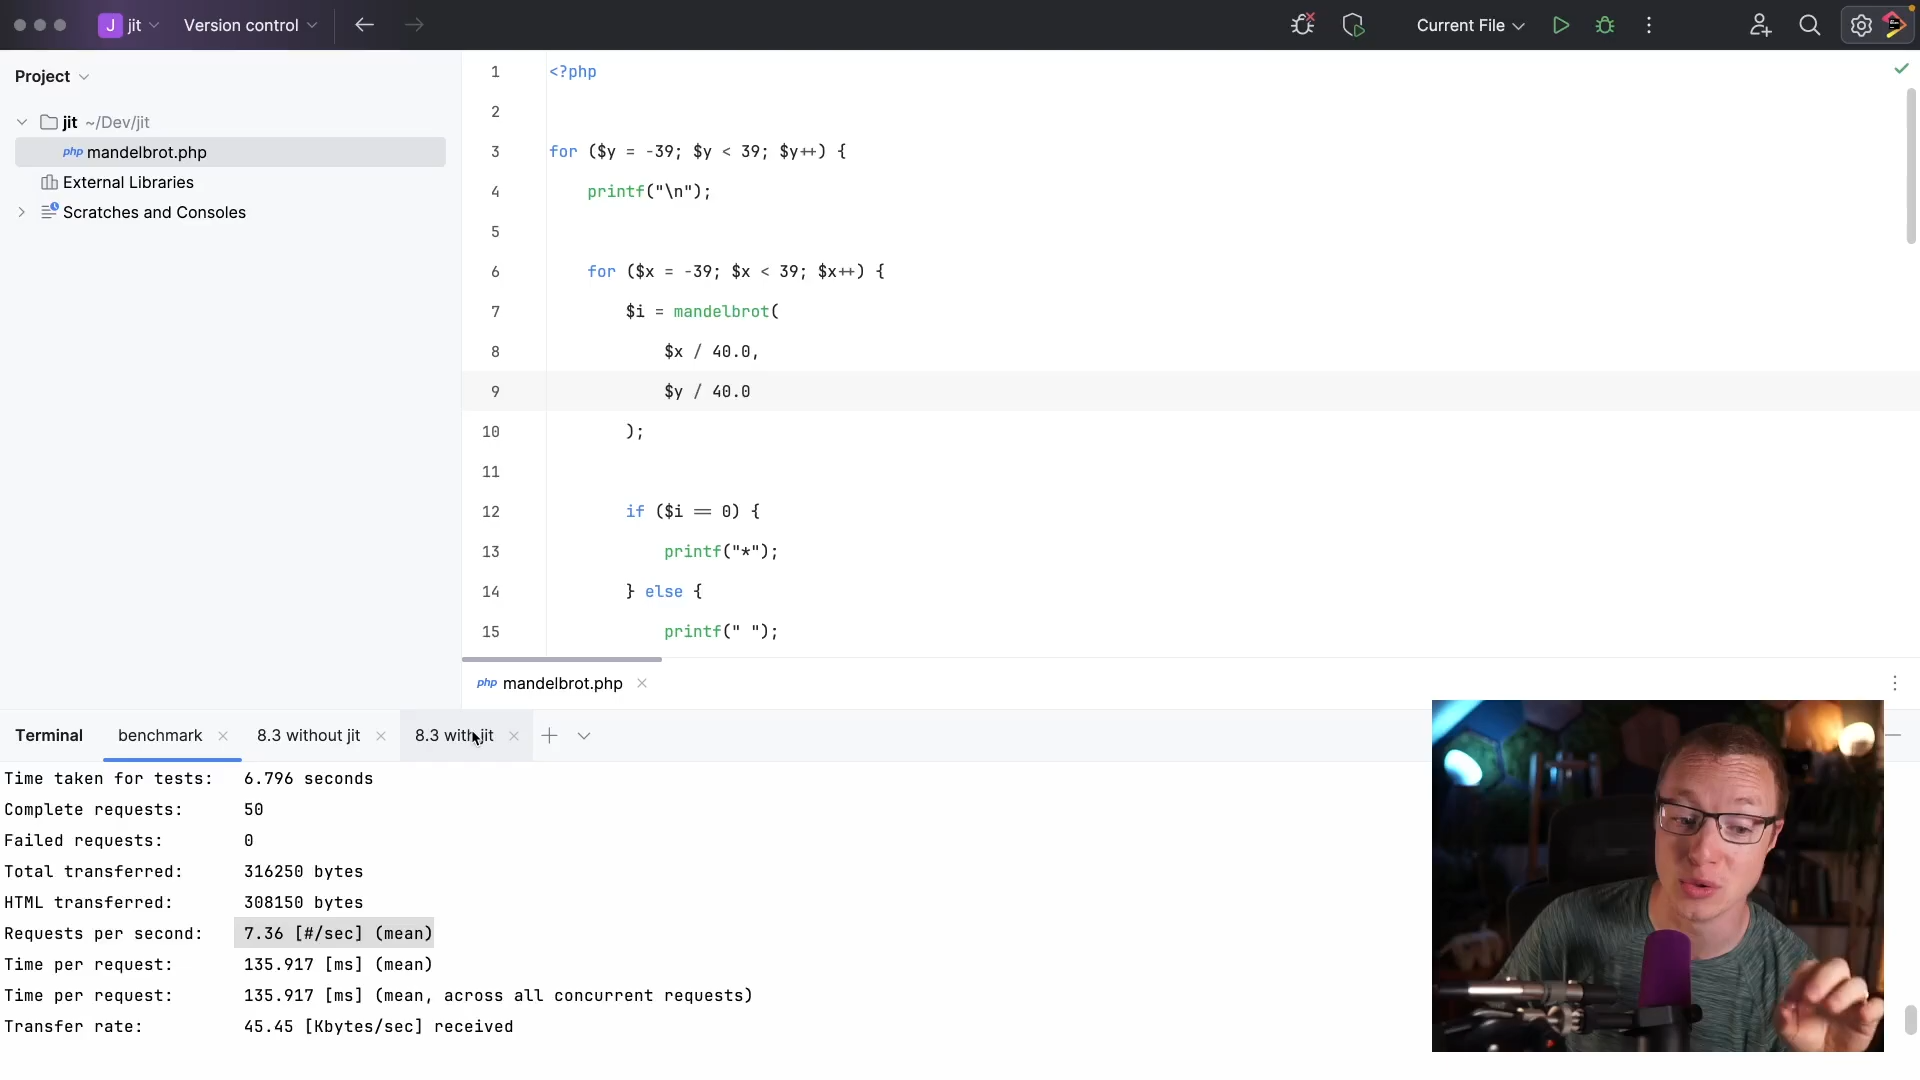 J jit Version control
Current File
Project
jit ~/Dev/jit
php mandelbrot.php
External Libraries
Scratches and Consoles
1 <?php
2
3 for ($y = -39; $y < 39; $y++) {
4 printf("\n");
5
6 for ($x = -39; $x < 39; $x++) {
7 $i = mandelbrot(
8 $x / 40.0,
9 $y / 40.0
10 );
11
12 if ($i == 0) {
13 printf("*");
14 } else {
15 printf(" ");
php mandelbrot.php
Terminal benchmark 8.3 without jit 8.3 with jit
Time taken for tests: 6.796 seconds
Complete requests: 50
Failed requests: 0
Total transferred: 316250 bytes
HTML transferred: 308150 bytes
Requests per second: 7.36 [#/sec] (mean)
Time per request: 135.917 [ms] (mean)
Time per request: 135.917 [ms] (mean, across all concurrent requests)
Transfer rate: 45.45 [Kbytes/sec] received